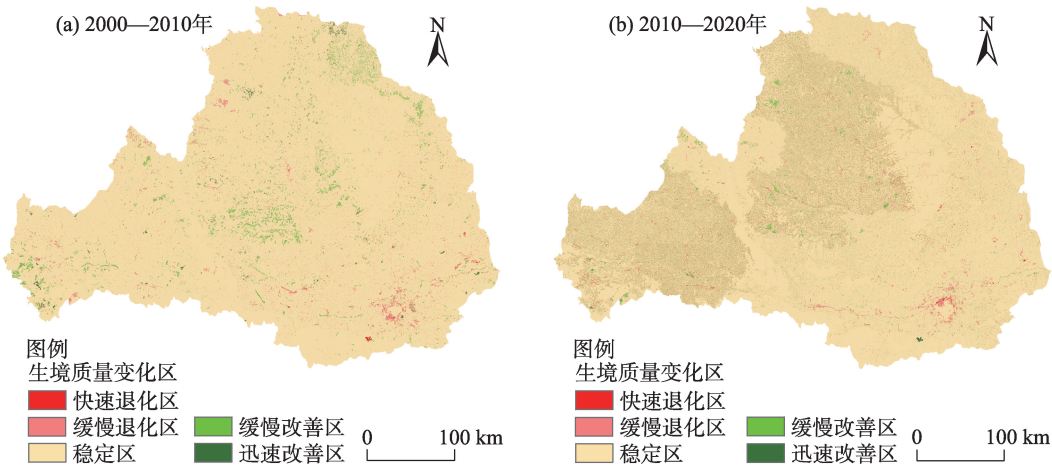 (a) 2000—2010年
N
图例
生境质量变化区
快速退化区
缓慢退化区
缓慢改善区
稳定区
迅速改善区
0
100 km
(b) 2010—2020年
N
图例
生境质量变化区
快速退化区
缓慢退化区
缓慢改善区
稳定区
迅速改善区
0
100 km